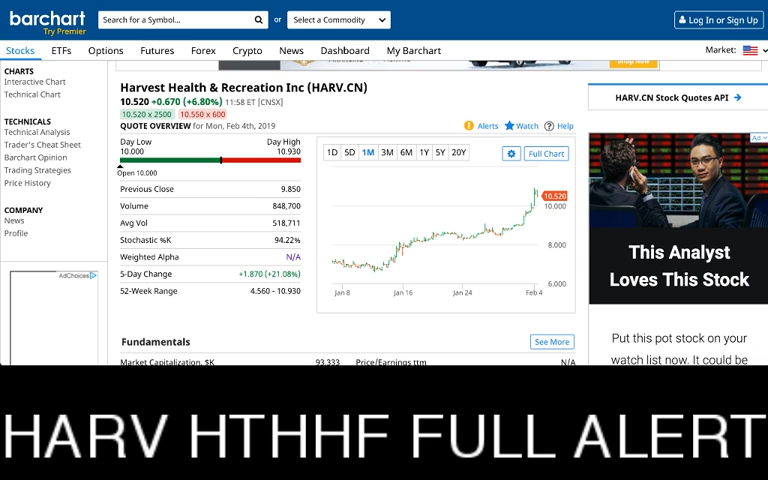 barchart
Try Premier
Search for a Symbol...
or
Select a Commodity
Log In or Sign Up
Stocks ETFs Options Futures Forex Crypto News Dashboard My Barchart
Market:
CHARTS
Interactive Chart
Technical Chart
TECHNICALS
Technical Analysis
Trader's Cheat Sheet
Barchart Opinion
Trading Strategies
Price History
COMPANY
News
Profile
AdChoices
Harvest Health & Recreation Inc (HARV.CN)
10.520 +0.670 (+6.80%) 11:58 ET [CNSX]
10.520 x 2500 10.550 x 600
QUOTE OVERVIEW for Mon, Feb 4th, 2019
Alerts Watch Help
Day Low Day High
10.000 10.930
Open 10.000
Previous Close 9.850
Volume 848,700
Avg Vol 518,711
Stochastic %K 94.22%
Weighted Alpha N/A
5-Day Change +1.870 (+21.08%)
52-Week Range 4.560 - 10.930
1D 5D 1M 3M 6M 1Y 5Y 20Y
Full Chart
10.520
10.000
8.000
6.000
Jan 8 Jan 16 Jan 24 Feb 4
Fundamentals
See More
Market Capitalization, $K 93,333 Price/Earnings ttm N/A
HARV.CN Stock Quotes API
Ad
This Analyst
Loves This Stock
Put this pot stock on your
watch list now. It could be
HARV HTHHF FULL ALERT